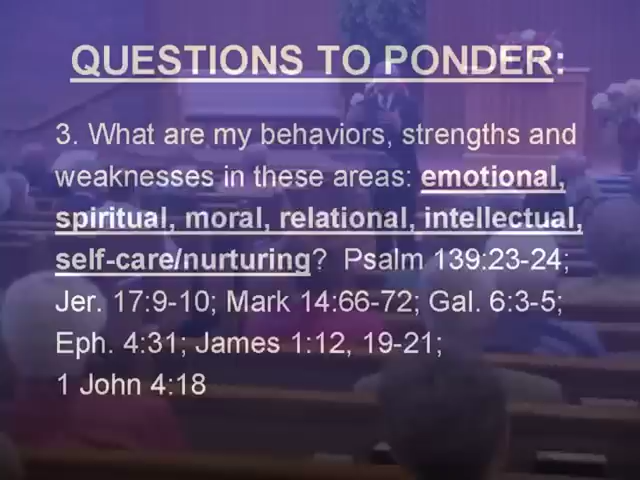 QUESTIONS TO PONDER:
3. What are my behaviors, strengths and
weaknesses in these areas: emotional,
spiritual, moral, relational, intellectual,
self-care/nurturing? Psalm 139:23-24;
Jer. 17:9-10; Mark 14:66-72; Gal. 6:3-5;
Eph. 4:31; James 1:12, 19-21;
1 John 4:18